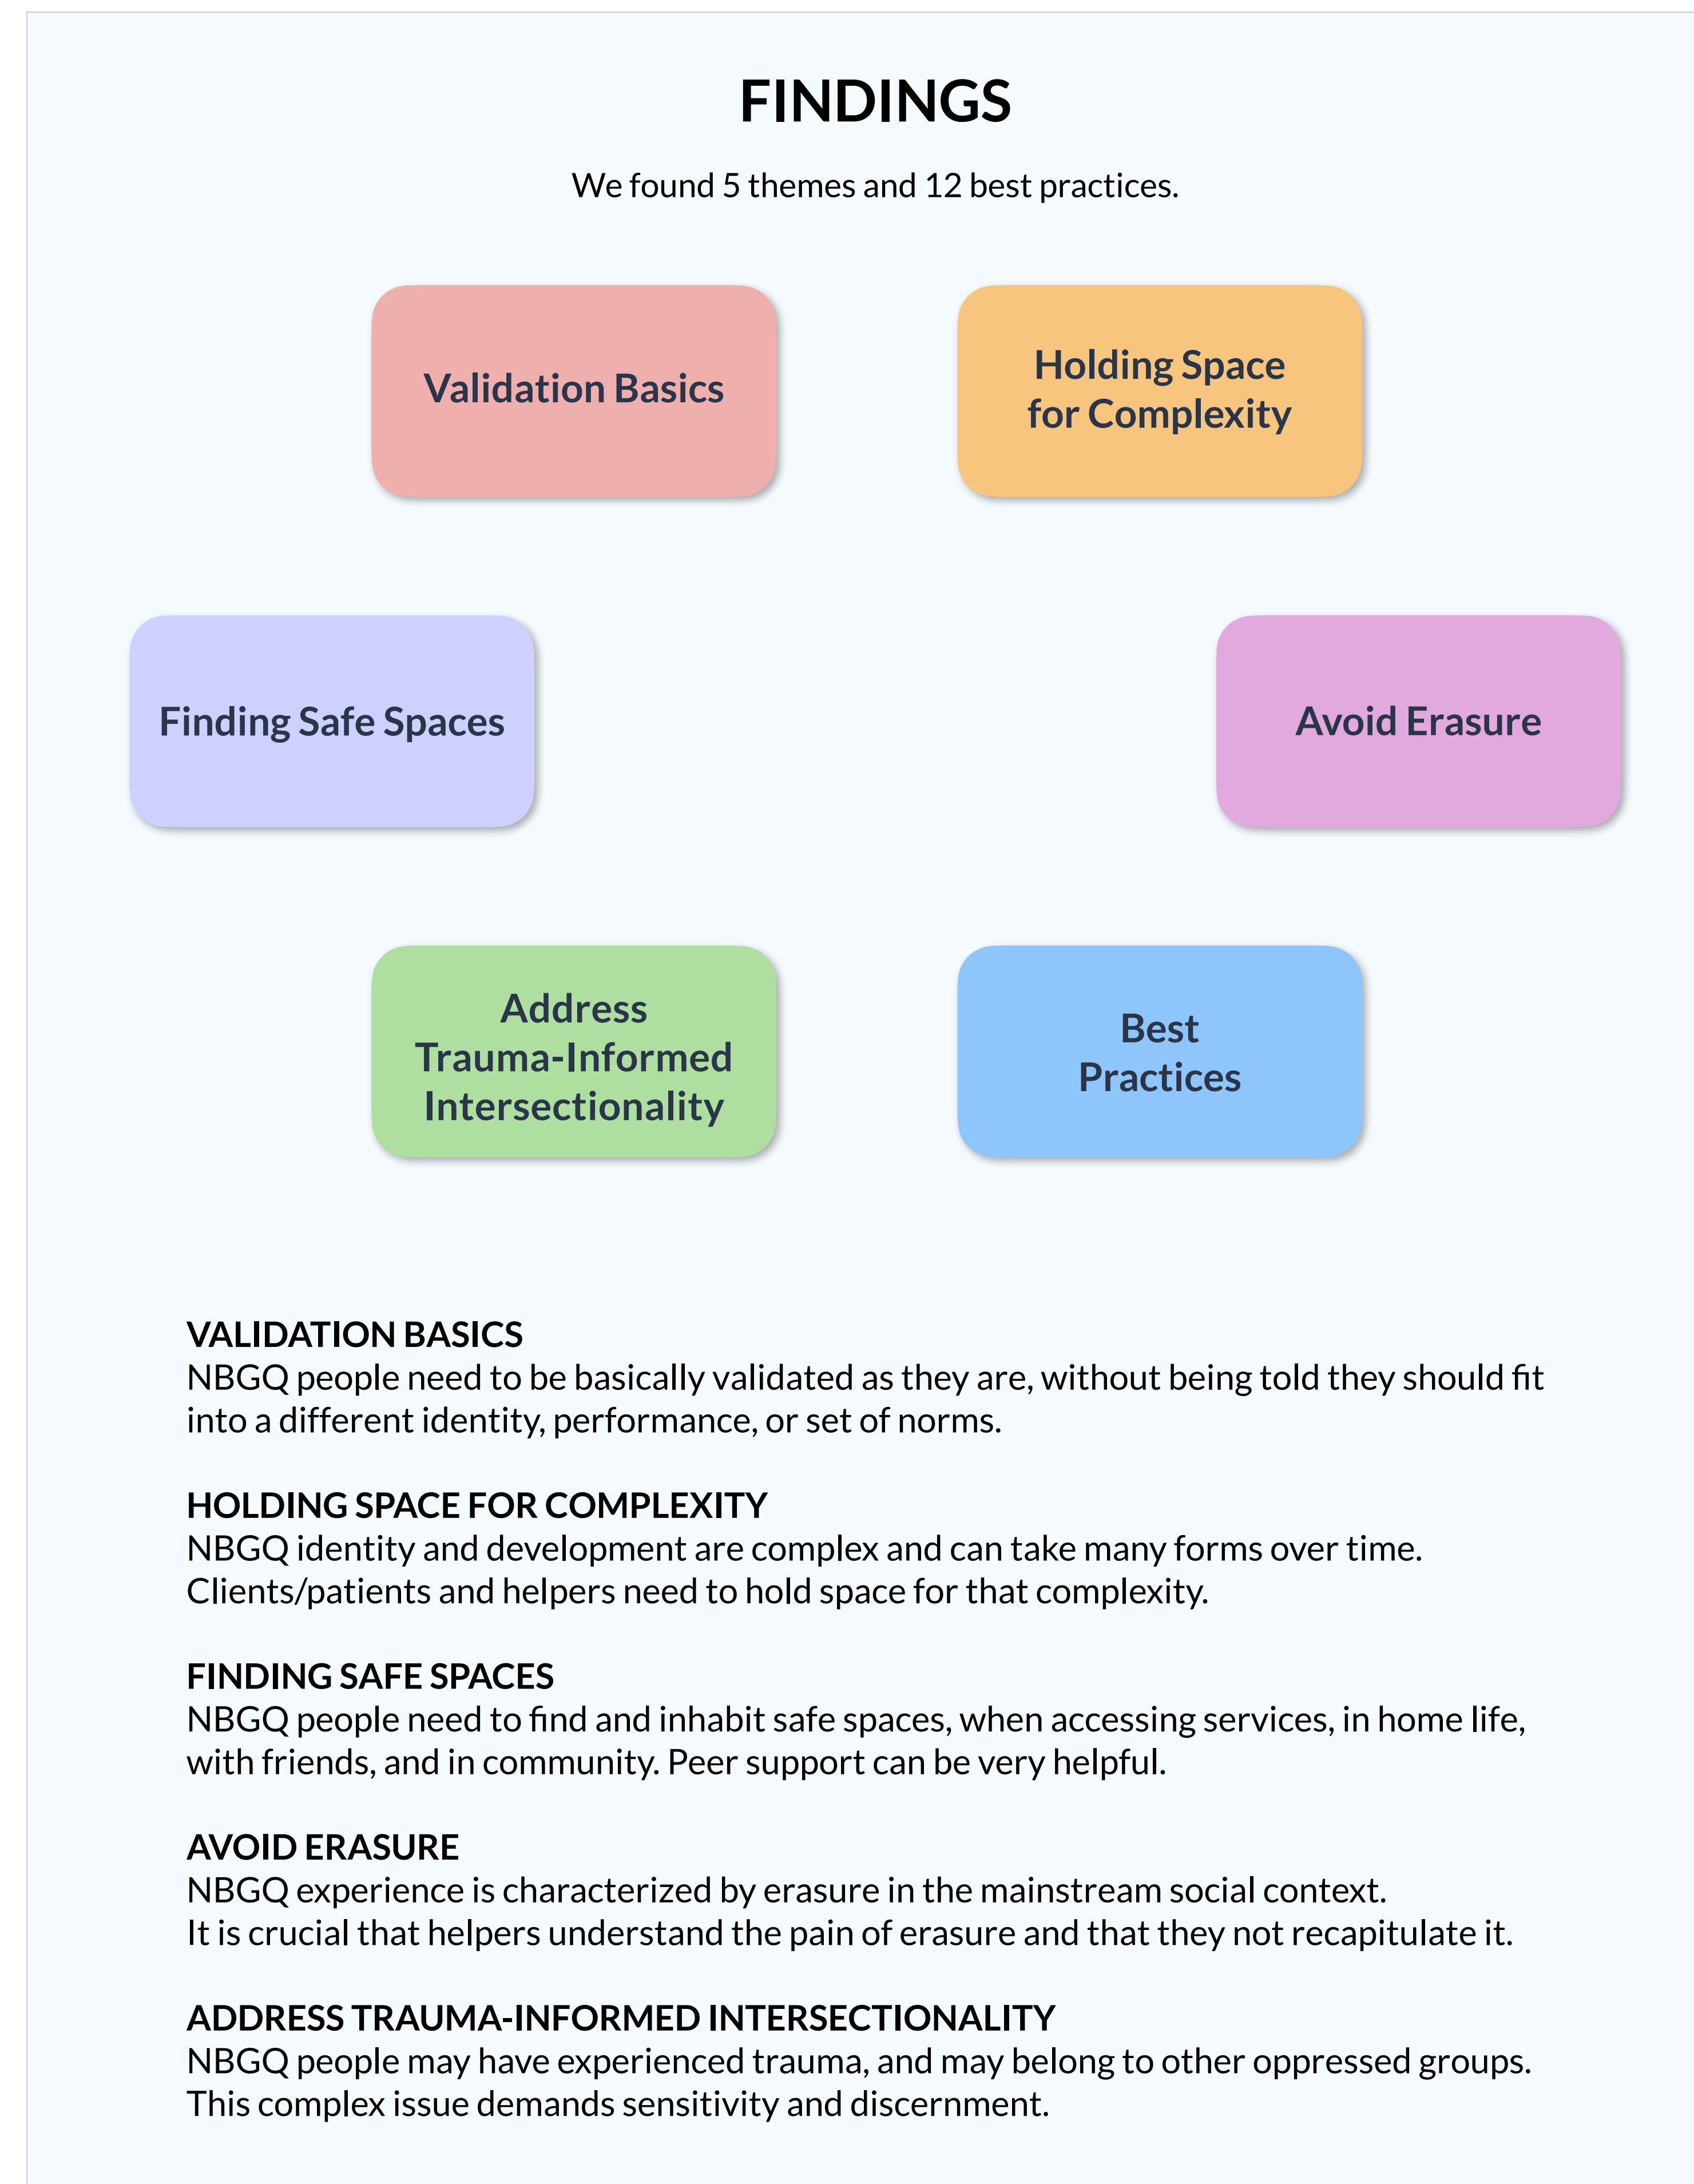 FINDINGS
We found 5 themes and 12 best practices.
Validation Basics
Holding Space
for Complexity
Finding Safe Spaces
Avoid Erasure
Address
Trauma-Informed
Intersectionality
Best
Practices
VALIDATION BASICS
NBGQ people need to be basically validated as they are, without being told they should fit
into a different identity, performance, or set of norms.
HOLDING SPACE FOR COMPLEXITY
NBGQ identity and development are complex and can take many forms over time.
Clients/patients and helpers need to hold space for that complexity.
FINDING SAFE SPACES
NBGQ people need to find and inhabit safe spaces, when accessing services, in home life,
with friends, and in community. Peer support can be very helpful.
AVOID ERASURE
NBGQ experience is characterized by erasure in the mainstream social context.
It is crucial that helpers understand the pain of erasure and that they not recapitulate it.
ADDRESS TRAUMA-INFORMED INTERSECTIONALITY
NBGQ people may have experienced trauma, and may belong to other oppressed groups.
This complex issue demands sensitivity and discernment.